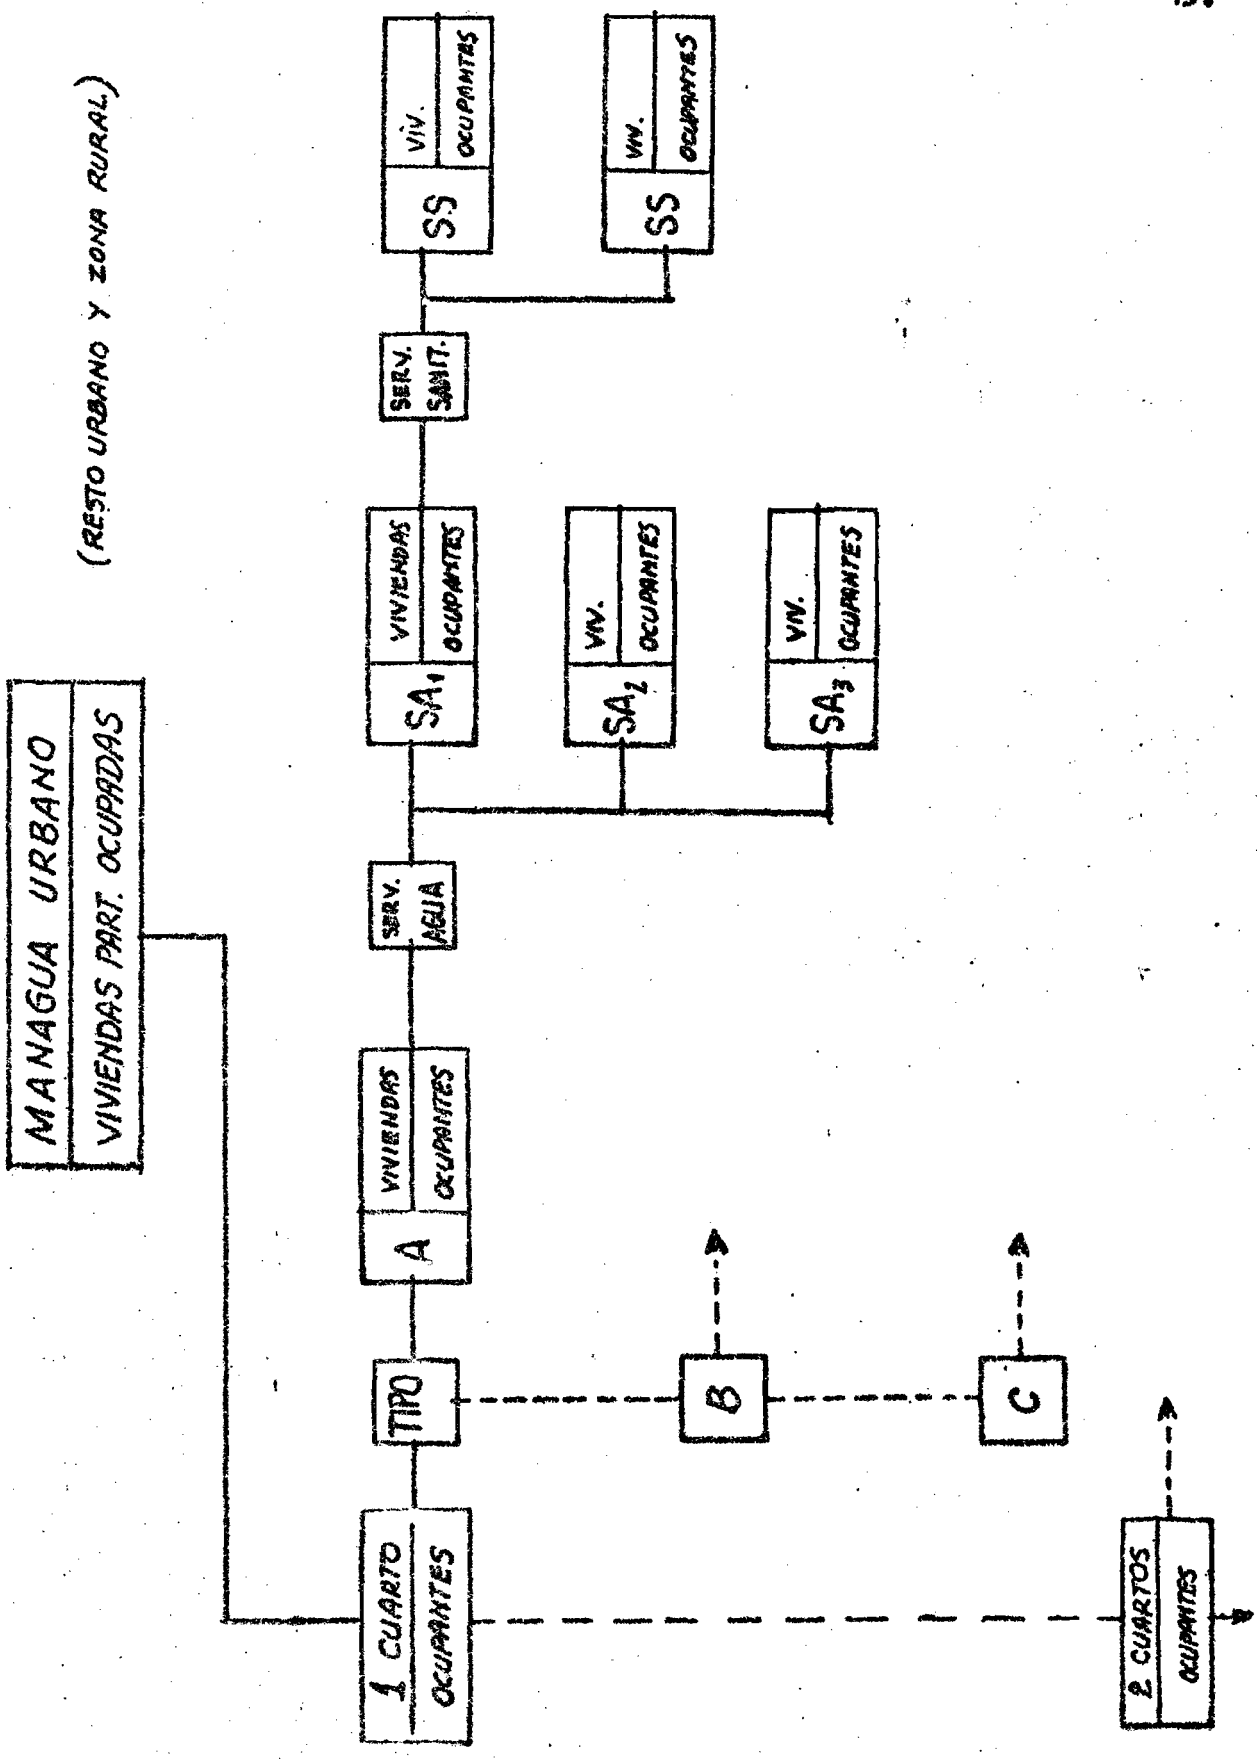 (RESTO URBANO Y ZONA RURAL)
MANAGUA URBANO
VIVIENDAS PART. OCUPADAS
1 CUARTO
OCUPANTES
TIPO
A
VIVIENDAS
OCUPANTES
SERV.
AGUA
SA1
VIVIENDAS
OCUPANTES
SERV.
SANIT.
SS
VIV.
OCUPANTES
SS
VIV.
OCUPANTES
SA2
VIV.
OCUPANTES
SA3
VIV.
OCUPANTES
B
C
2 CUARTOS
OCUPANTES